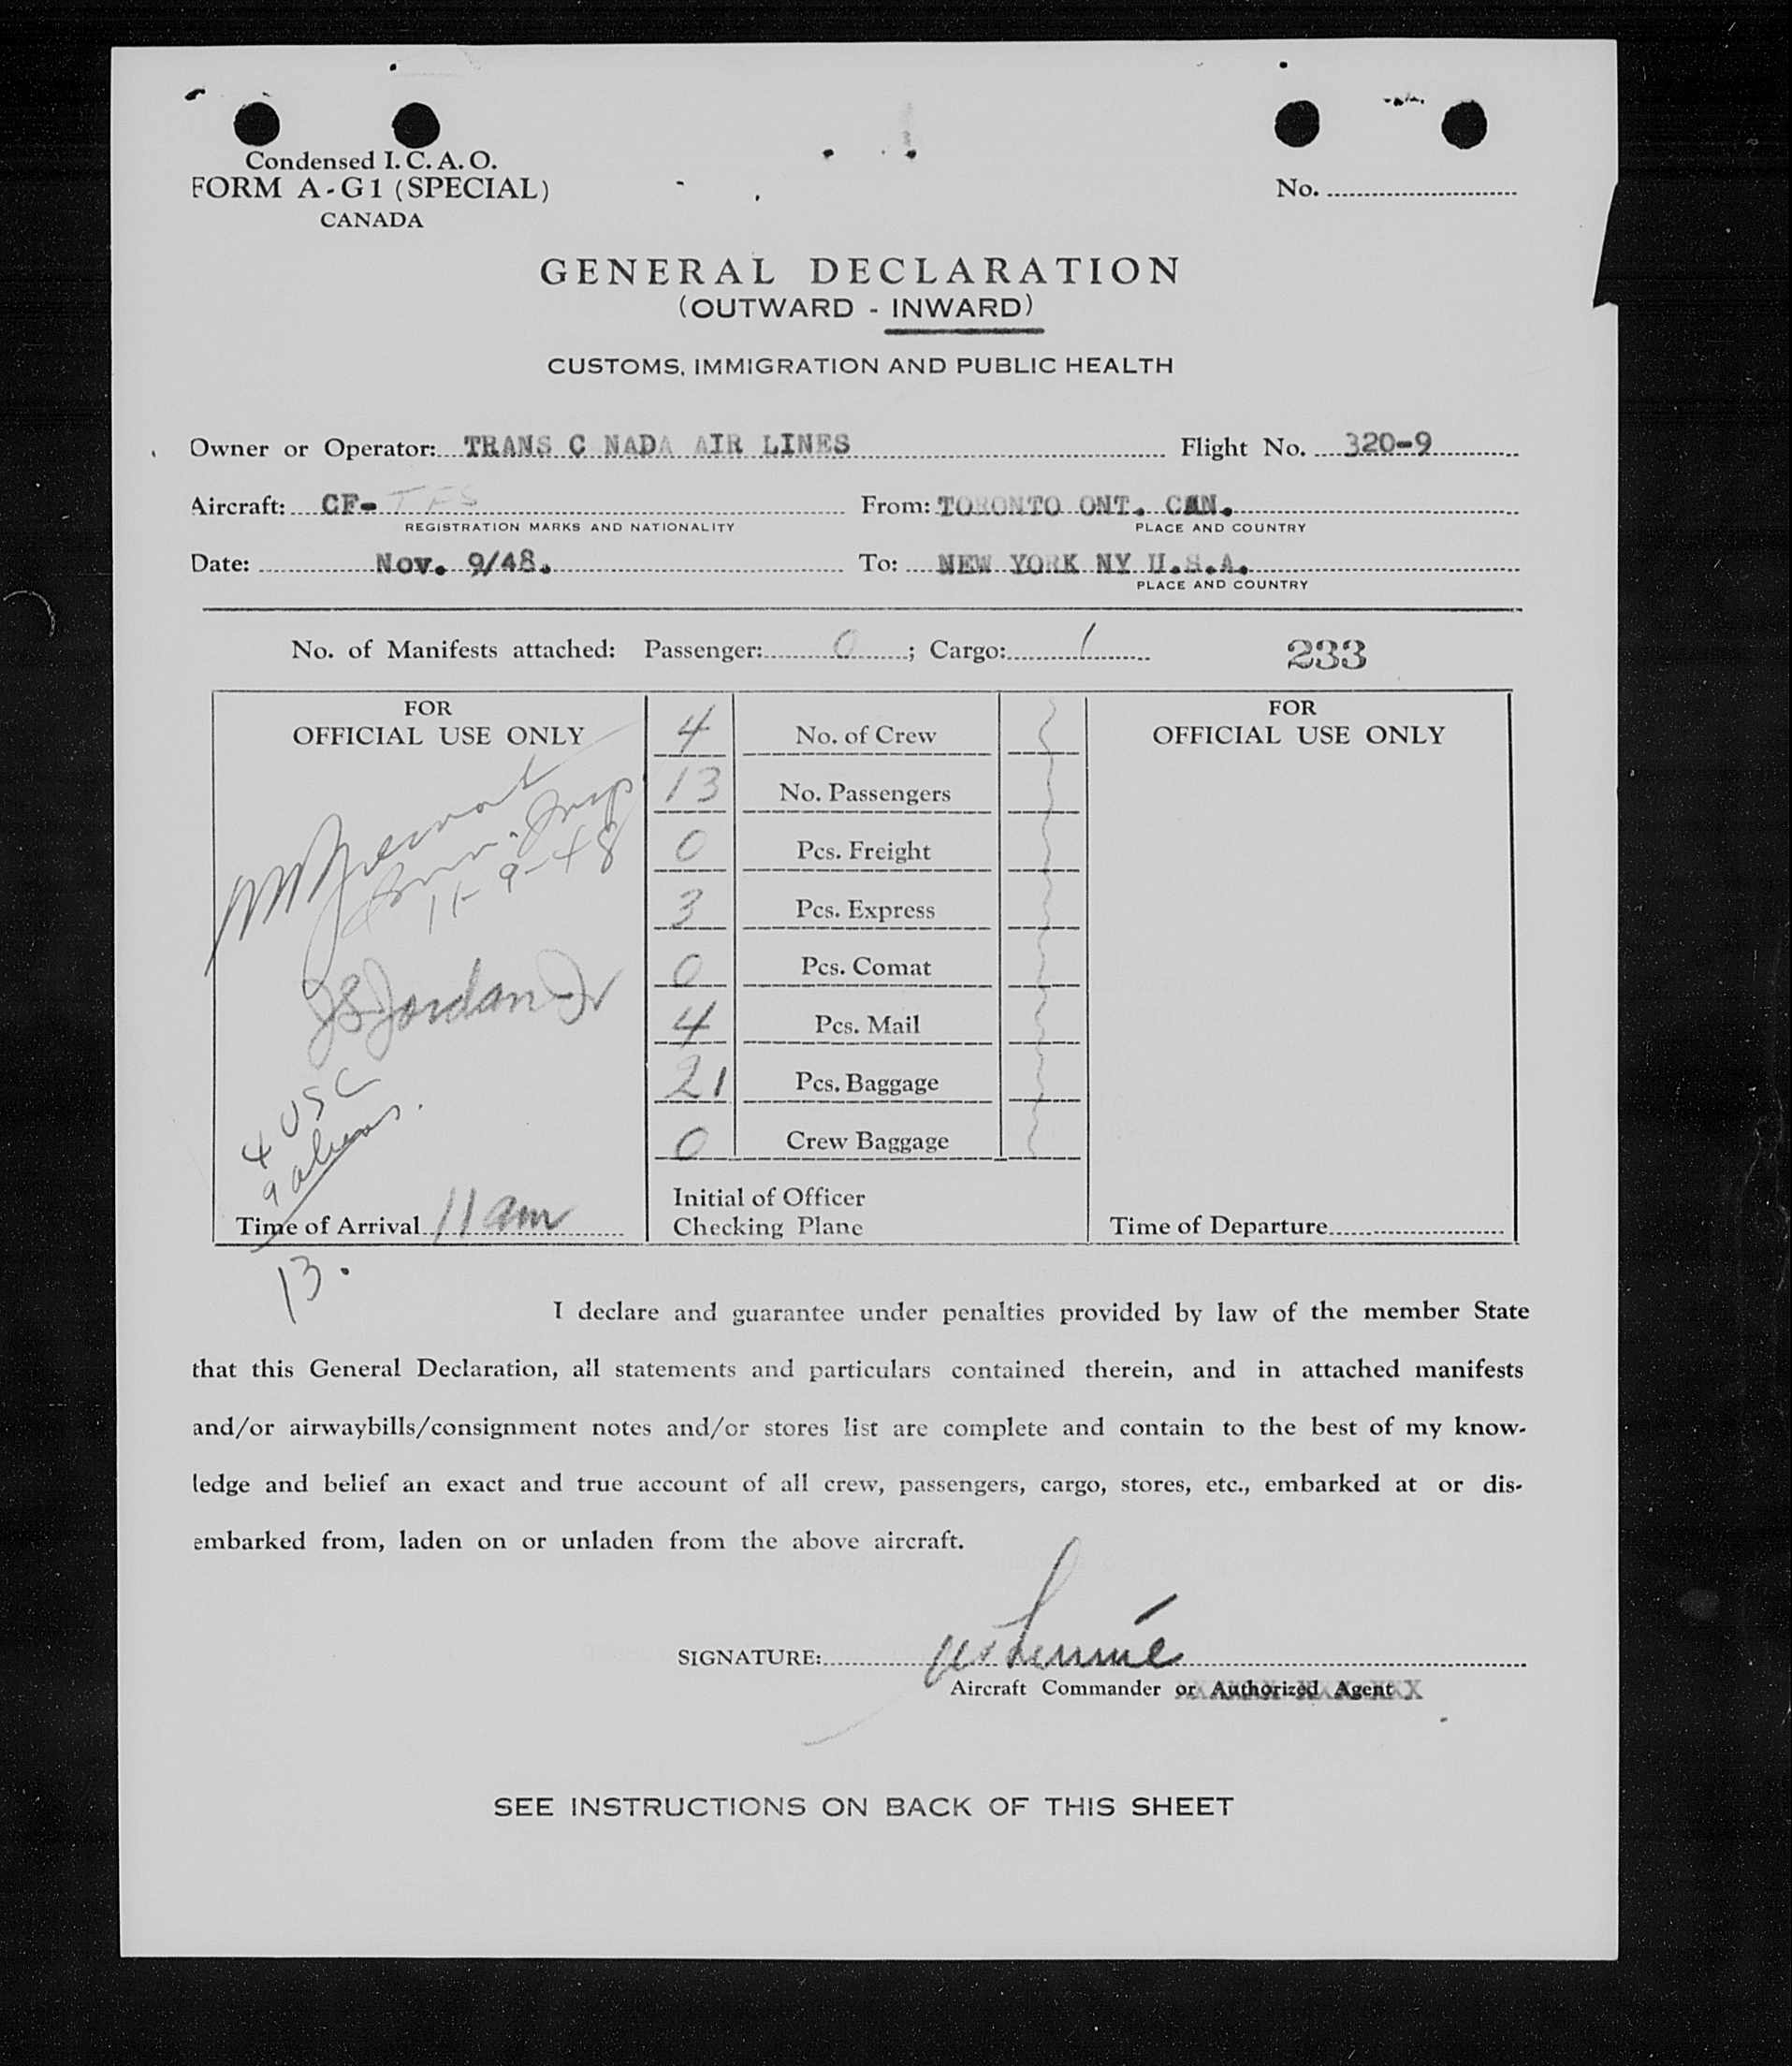 Condensed I. C. A. O.
FORM A-G1 (SPECIAL)
CANADA
No.
GENERAL DECLARATION
(OUTWARD - INWARD)
CUSTOMS, IMMIGRATION AND PUBLIC HEALTH
Owner or Operator: TRANS C NADA AIR LINES Flight No. 320-9
Aircraft: CF- TFS From: TORONTO ONT. CAN.
REGISTRATION MARKS AND NATIONALITY PLACE AND COUNTRY
Date: Nov. 9/48. To: NEW YORK NY U.S.A.
PLACE AND COUNTRY
No. of Manifests attached: Passenger: 0; Cargo: 1 233
FOR
OFFICIAL USE ONLY
Imm. Insp
11-9-48
JS Jordan Jr
4 USC
9 aliens.
Time of Arrival 11 am
13.
4 No. of Crew
13 No. Passengers
0 Pcs. Freight
3 Pcs. Express
0 Pcs. Comat
4 Pcs. Mail
21 Pcs. Baggage
0 Crew Baggage
Initial of Officer
Checking Plane
FOR
OFFICIAL USE ONLY
Time of Departure
I declare and guarantee under penalties provided by law of the member State
that this General Declaration, all statements and particulars contained therein, and in attached manifests
and/or airwaybills/consignment notes and/or stores list are complete and contain to the best of my know-
ledge and belief an exact and true account of all crew, passengers, cargo, stores, etc., embarked at or dis-
embarked from, laden on or unladen from the above aircraft.
SIGNATURE:
Aircraft Commander or Authorized Agent
SEE INSTRUCTIONS ON BACK OF THIS SHEET